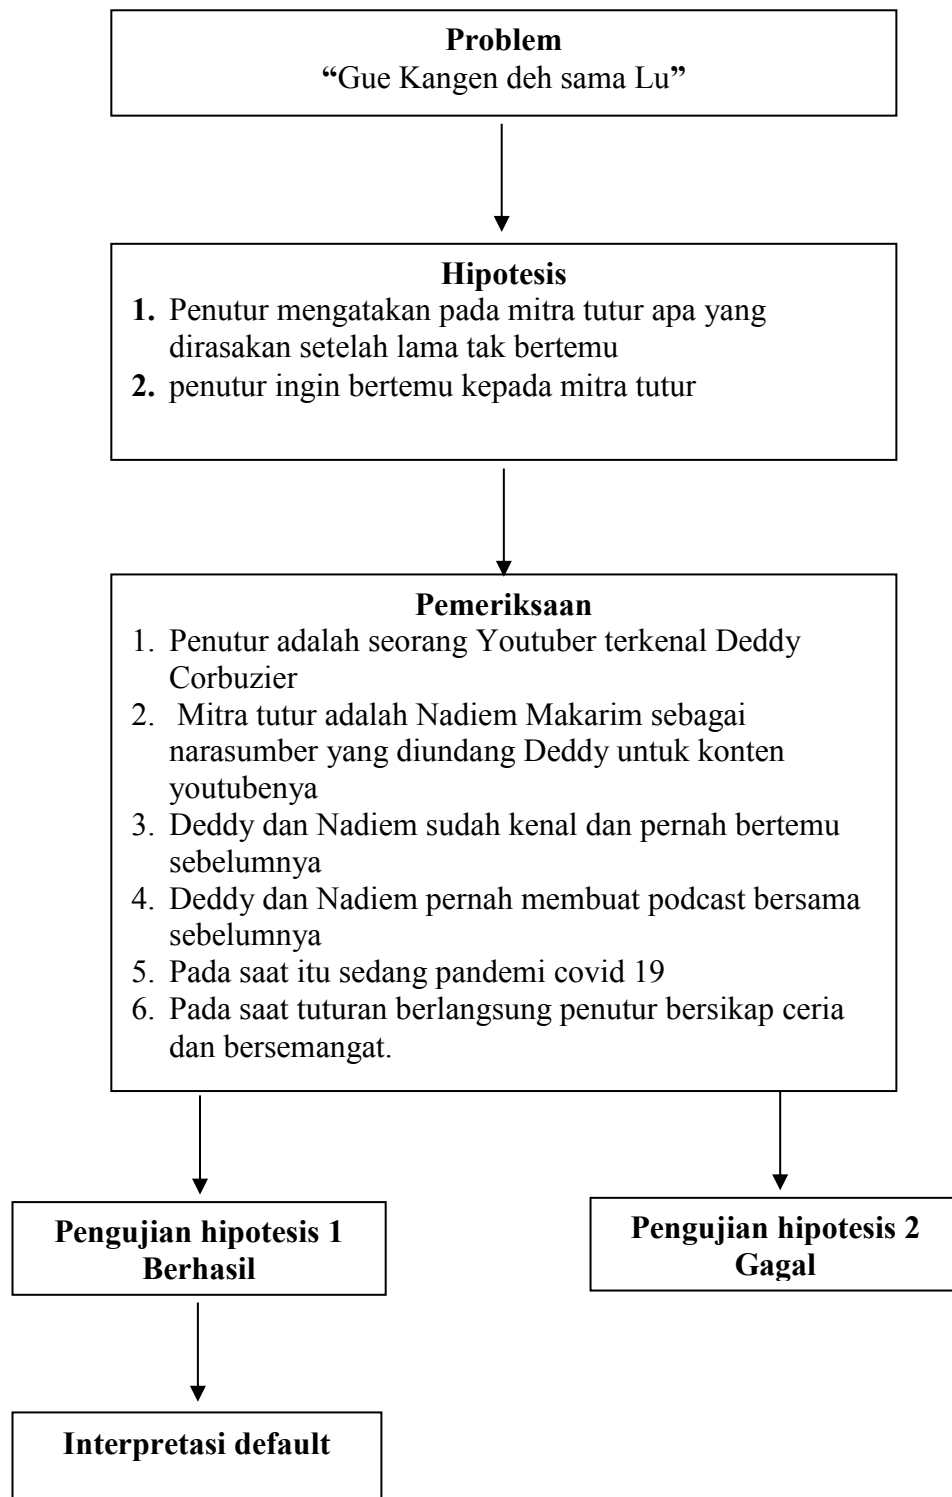 Problem
“Gue Kangen deh sama Lu”
Hipotesis
1. Penutur mengatakan pada mitra tutur apa yang
dirasakan setelah lama tak bertemu
2. penutur ingin bertemu kepada mitra tutur
Pemeriksaan
1. Penutur adalah seorang Youtuber terkenal Deddy
Corbuzier
2. Mitra tutur adalah Nadiem Makarim sebagai
narasumber yang diundang Deddy untuk konten
youtubenya
3. Deddy dan Nadiem sudah kenal dan pernah bertemu
sebelumnya
4. Deddy dan Nadiem pernah membuat podcast bersama
sebelumnya
5. Pada saat itu sedang pandemi covid 19
6. Pada saat tuturan berlangsung penutur bersikap ceria
dan bersemangat.
Pengujian hipotesis 1
Berhasil
Pengujian hipotesis 2
Gagal
Interpretasi default